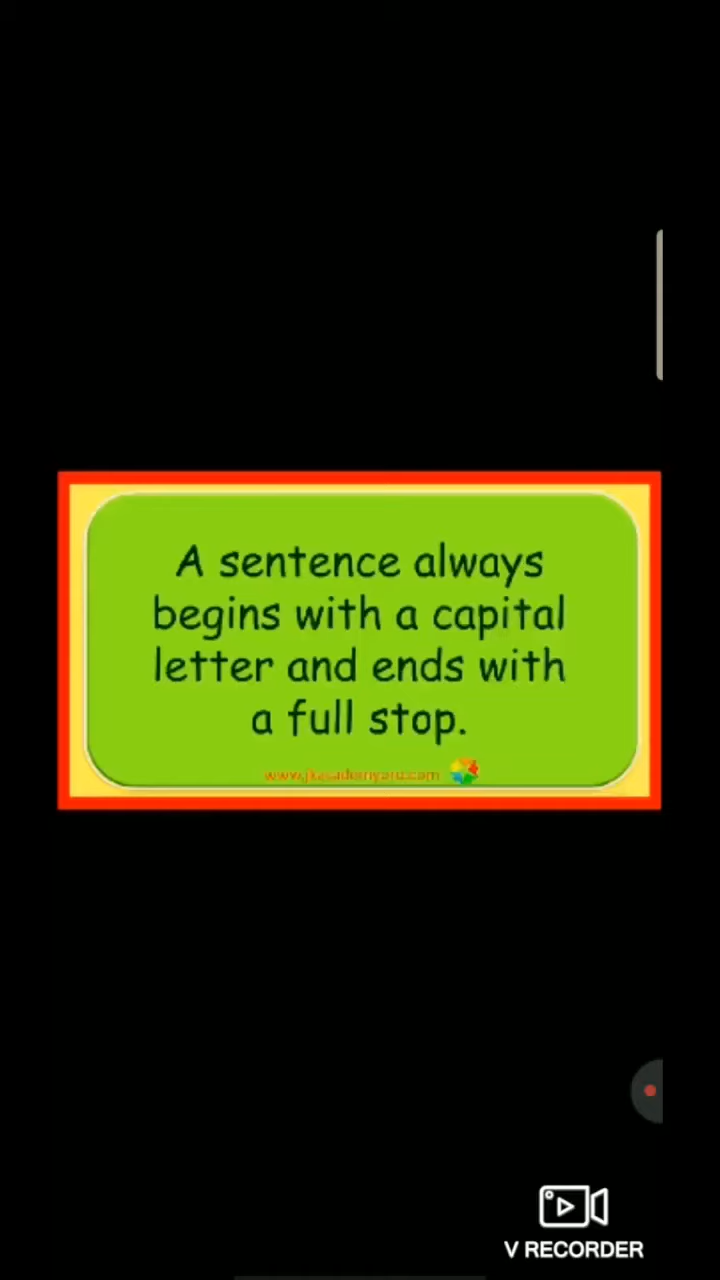 A sentence always
begins with a capital
letter and ends with
a full stop.
V RECORDER